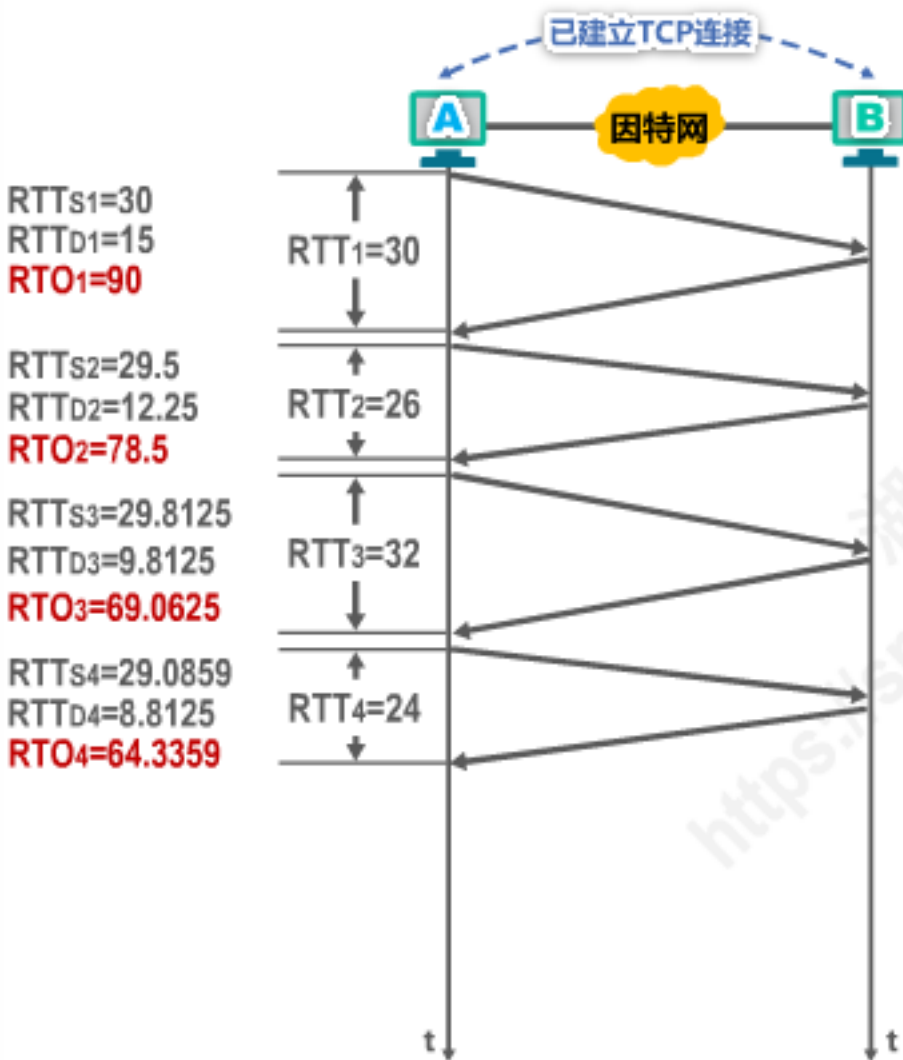 已建立TCP连接
A
因特网
B
RTTS1=30
RTTD1=15
RTO1=90
RTT1=30
RTTS2=29.5
RTTD2=12.25
RTO2=78.5
RTT2=26
RTTS3=29.8125
RTTD3=9.8125
RTO3=69.0625
RTT3=32
RTTS4=29.0859
RTTD4=8.8125
RTO4=64.3359
RTT4=24
t
t